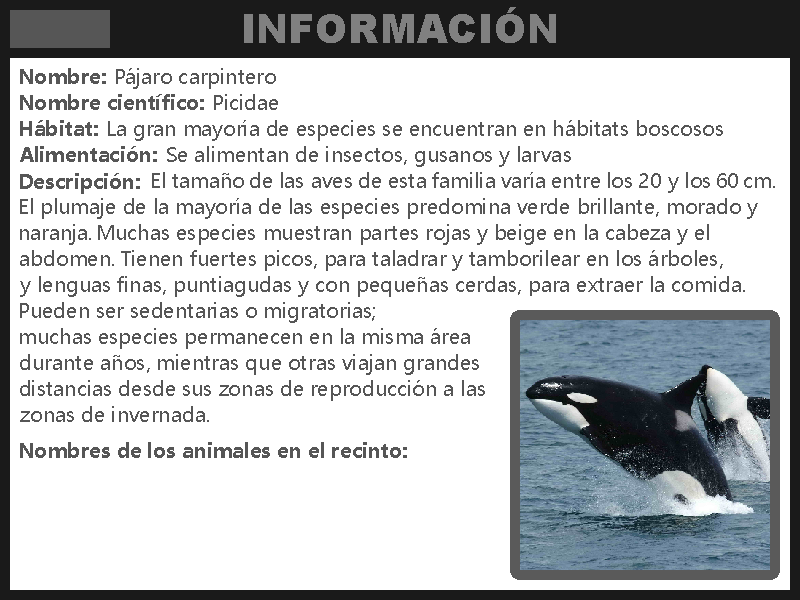 INFORMACIÓN
Nombre: Pájaro carpintero
Nombre científico: Picidae
Hábitat: La gran mayoría de especies se encuentran en hábitats boscosos
Alimentación: Se alimentan de insectos, gusanos y larvas
Descripción: El tamaño de las aves de esta familia varía entre los 20 y los 60 cm.
El plumaje de la mayoría de las especies predomina verde brillante, morado y
naranja. Muchas especies muestran partes rojas y beige en la cabeza y el
abdomen. Tienen fuertes picos, para taladrar y tamborilear en los árboles,
y lenguas finas, puntiagudas y con pequeñas cerdas, para extraer la comida.
Pueden ser sedentarias o migratorias;
muchas especies permanecen en la misma área
durante años, mientras que otras viajan grandes
distancias desde sus zonas de reproducción a las
zonas de invernada.
Nombres de los animales en el recinto: